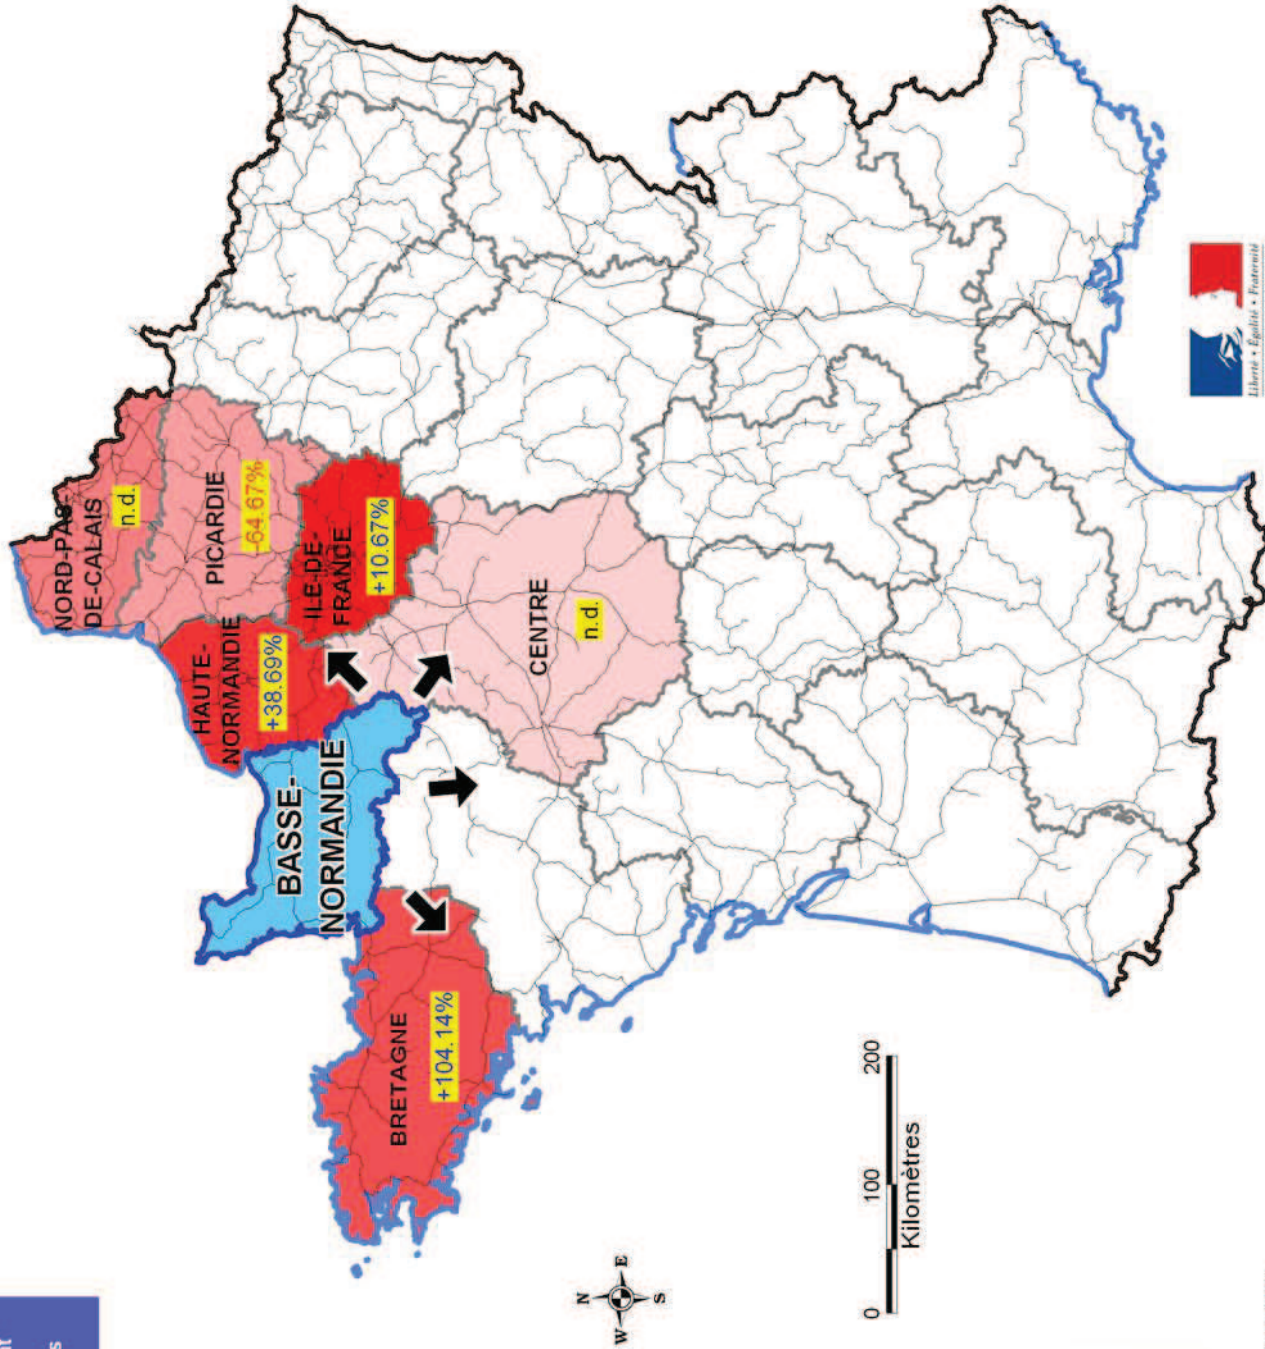 NORD-PAS-
DE-CALAIS
n.d.
PICARDIE
-64.67%
HAUTE-
NORMANDIE
+38.69%
ILE-DE-
FRANCE
+10.67%
BASSE-
NORMANDIE
CENTRE
n.d.
BRETAGNE
+104.14%
N
W
E
S
0
100
200
Kilomètres
Liberté • Égalité • Fraternité